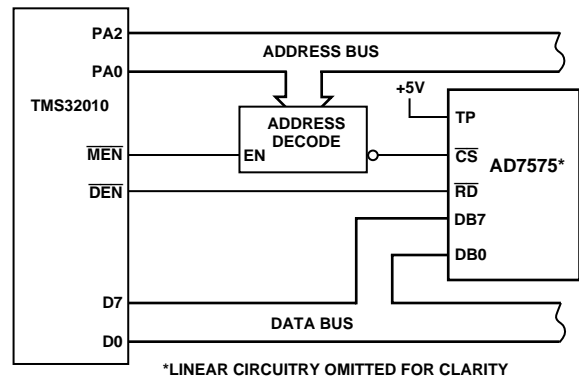 PA2
ADDRESS BUS
PA0
+5V
TMS32010
TP
ADDRESS
DECODE
MEN
EN
CS
AD7575*
DEN
RD
DB7
DB0
D7
DATA BUS
D0
*LINEAR CIRCUITRY OMITTED FOR CLARITY